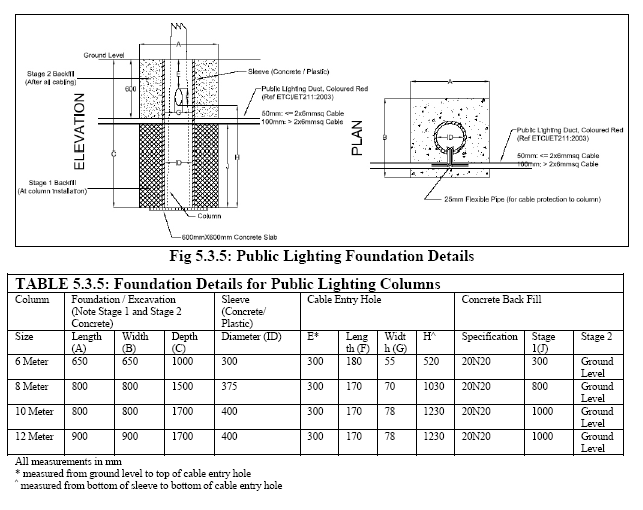 A
Ground Level
Stage 2 Backfill
(After all cabling)
600
E
F
G
Sleeve (Concrete / Plastic)
Public Lighting Duct, Coloured Red
(Ref ETCI/ET211:2003)
50mm: <= 2x6mmsq Cable
100mm: > 2x6mmsq Cable
ELEVATION
C
ID
J
H
Stage 1 Backfill
(At column Installation)
Column
600mmX600mm Concrete Slab
PLAN
A
B
ID
Public Lighting Duct, Coloured Red
(Ref ETCI/ET211:2003)
50mm: <= 2x6mmsq Cable
100mm: > 2x6mmsq Cable
25mm Flexible Pipe (for cable protection to column)
Fig 5.3.5: Public Lighting Foundation Details
TABLE 5.3.5: Foundation Details for Public Lighting Columns
Column Foundation / Excavation Sleeve Cable Entry Hole Concrete Back Fill
(Note Stage 1 and Stage 2 (Concrete/
Concrete) Plastic)
Size Length Width Depth Diameter (ID) E* Leng Widt H^ Specification Stage Stage 2
(A) (B) (C) th (F) h (G) 1(J)
6 Meter 650 650 1000 300 300 180 55 520 20N20 300 Ground
Level
8 Meter 800 800 1500 375 300 170 70 1030 20N20 800 Ground
Level
10 Meter 800 800 1700 400 300 170 78 1230 20N20 1000 Ground
Level
12 Meter 900 900 1700 400 300 170 78 1230 20N20 1000 Ground
Level
All measurements in mm
* measured from ground level to top of cable entry hole
^ measured from bottom of sleeve to bottom of cable entry hole